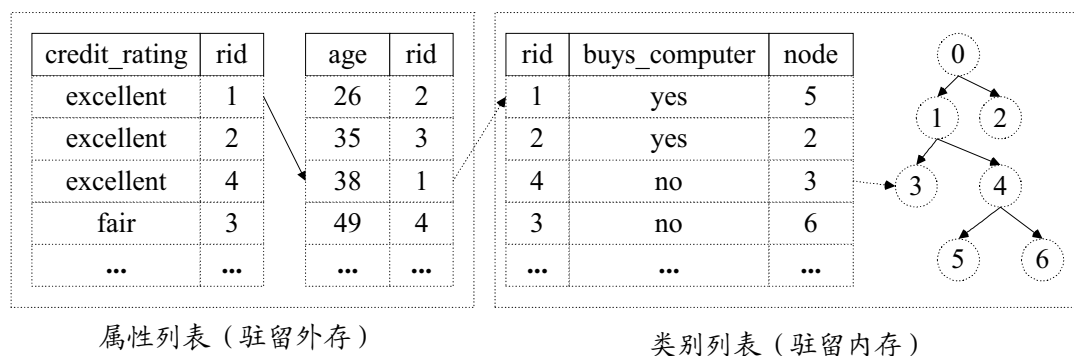 credit_rating rid age rid rid buys_computer node
excellent 1 26 2 1 yes 5
excellent 2 35 3 2 yes 2
excellent 4 38 1 4 no 3
fair 3 49 4 3 no 6
... ... ... ... ... ... ...
0
1 2
3 4
5 6
属性列表（驻留外存） 类别列表（驻留内存）